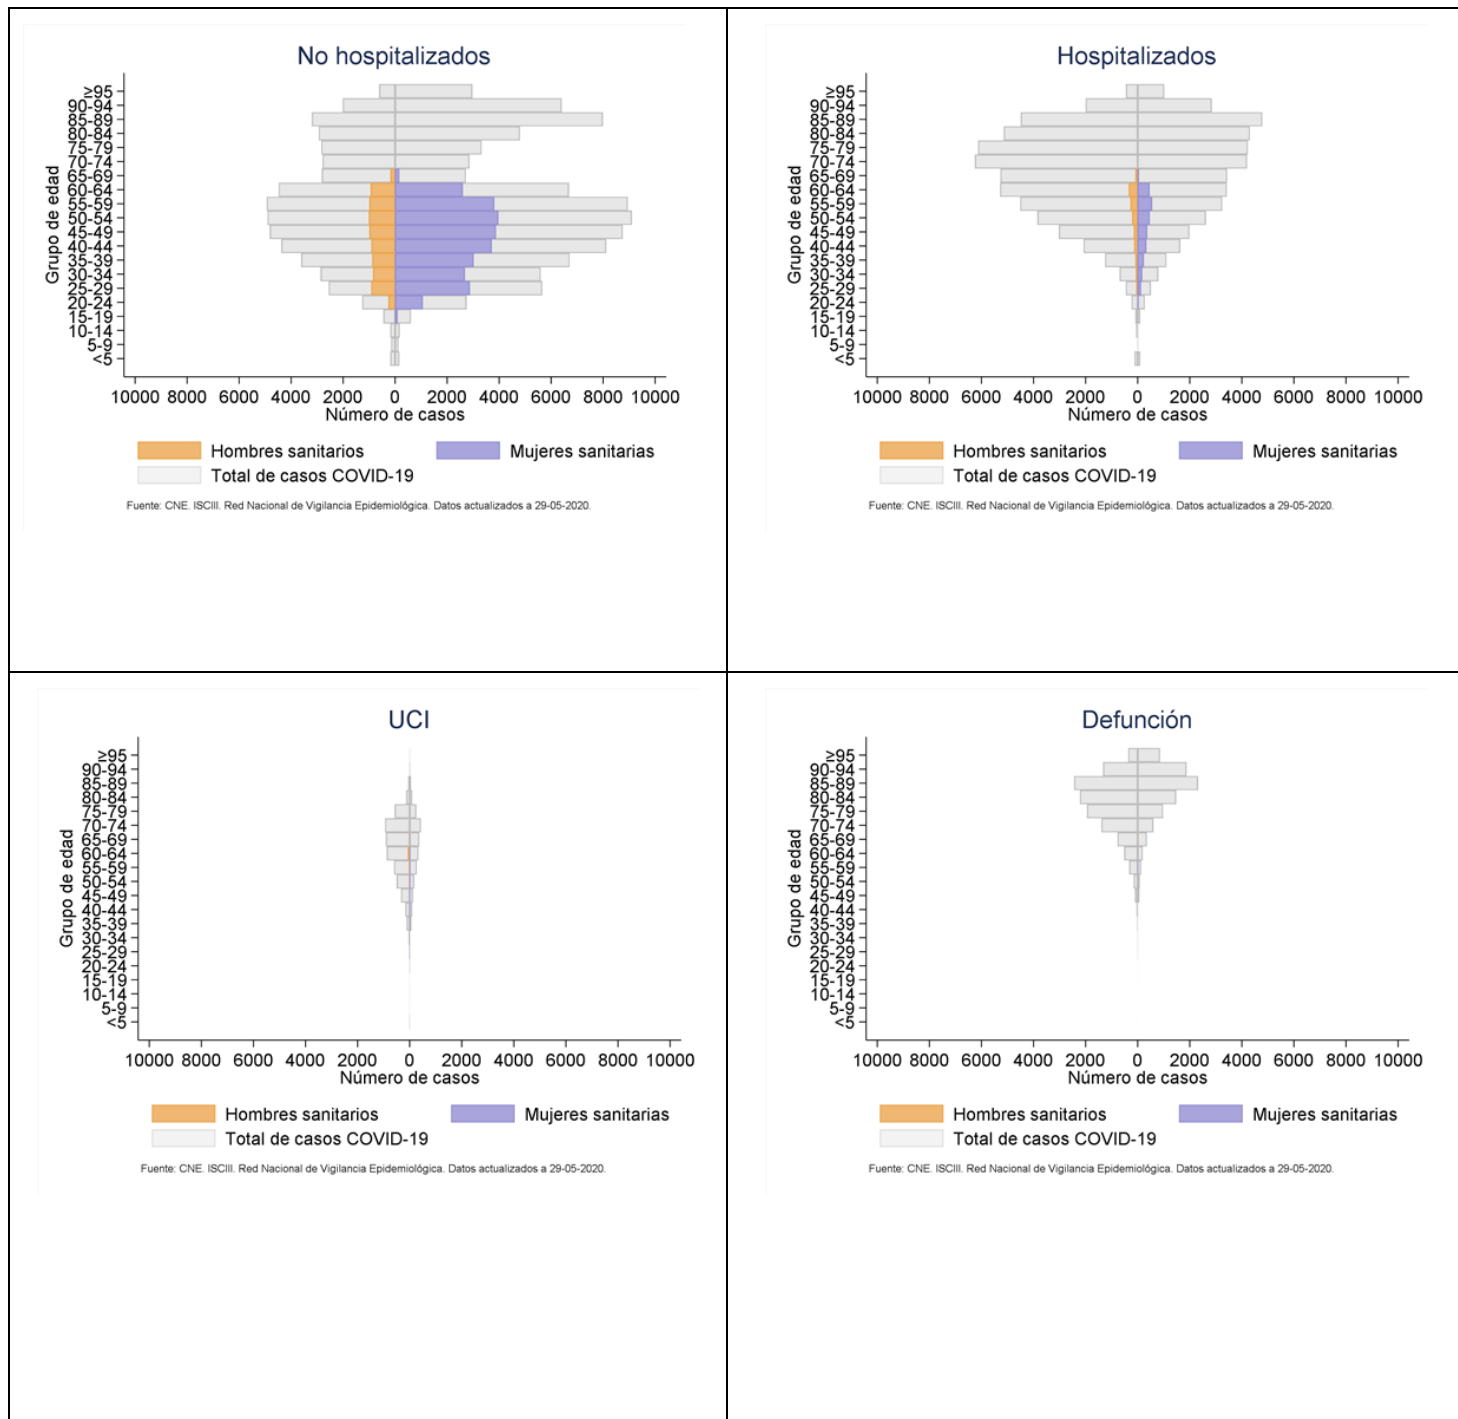 No hospitalizados
Grupo de edad
≥95
90-94
85-89
80-84
75-79
70-74
65-69
60-64
55-59
50-54
45-49
40-44
35-39
30-34
25-29
20-24
15-19
10-14
5-9
<5
10000 8000 6000 4000 2000 0 2000 4000 6000 8000 10000
Número de casos
Hombres sanitarios
Mujeres sanitarias
Total de casos COVID-19
Fuente: CNE. ISCIII. Red Nacional de Vigilancia Epidemiológica. Datos actualizados a 29-05-2020.
Hospitalizados
Grupo de edad
≥95
90-94
85-89
80-84
75-79
70-74
65-69
60-64
55-59
50-54
45-49
40-44
35-39
30-34
25-29
20-24
15-19
10-14
5-9
<5
10000 8000 6000 4000 2000 0 2000 4000 6000 8000 10000
Número de casos
Hombres sanitarios
Mujeres sanitarias
Total de casos COVID-19
Fuente: CNE. ISCIII. Red Nacional de Vigilancia Epidemiológica. Datos actualizados a 29-05-2020.
UCI
Grupo de edad
≥95
90-94
85-89
80-84
75-79
70-74
65-69
60-64
55-59
50-54
45-49
40-44
35-39
30-34
25-29
20-24
15-19
10-14
5-9
<5
10000 8000 6000 4000 2000 0 2000 4000 6000 8000 10000
Número de casos
Hombres sanitarios
Mujeres sanitarias
Total de casos COVID-19
Fuente: CNE. ISCIII. Red Nacional de Vigilancia Epidemiológica. Datos actualizados a 29-05-2020.
Defunción
Grupo de edad
≥95
90-94
85-89
80-84
75-79
70-74
65-69
60-64
55-59
50-54
45-49
40-44
35-39
30-34
25-29
20-24
15-19
10-14
5-9
<5
10000 8000 6000 4000 2000 0 2000 4000 6000 8000 10000
Número de casos
Hombres sanitarios
Mujeres sanitarias
Total de casos COVID-19
Fuente: CNE. ISCIII. Red Nacional de Vigilancia Epidemiológica. Datos actualizados a 29-05-2020.